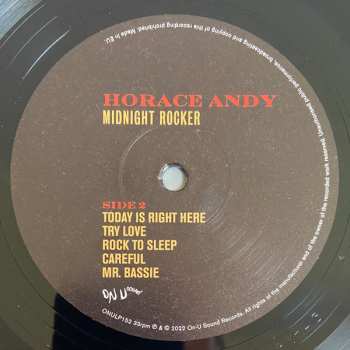 HORACE ANDY
MIDNIGHT ROCKER
SIDE 2
TODAY IS RIGHT HERE
TRY LOVE
ROCK TO SLEEP
CAREFUL
MR. BASSIE
ON U SOUND
ONULP152 33rpm ℗ & © 2022 On-U Sound Records. All rights of the manufacturer and of the owner of the recorded work reserved. Unauthorised public performance, broadcasting and copying of this recording prohibited. Made in EU.